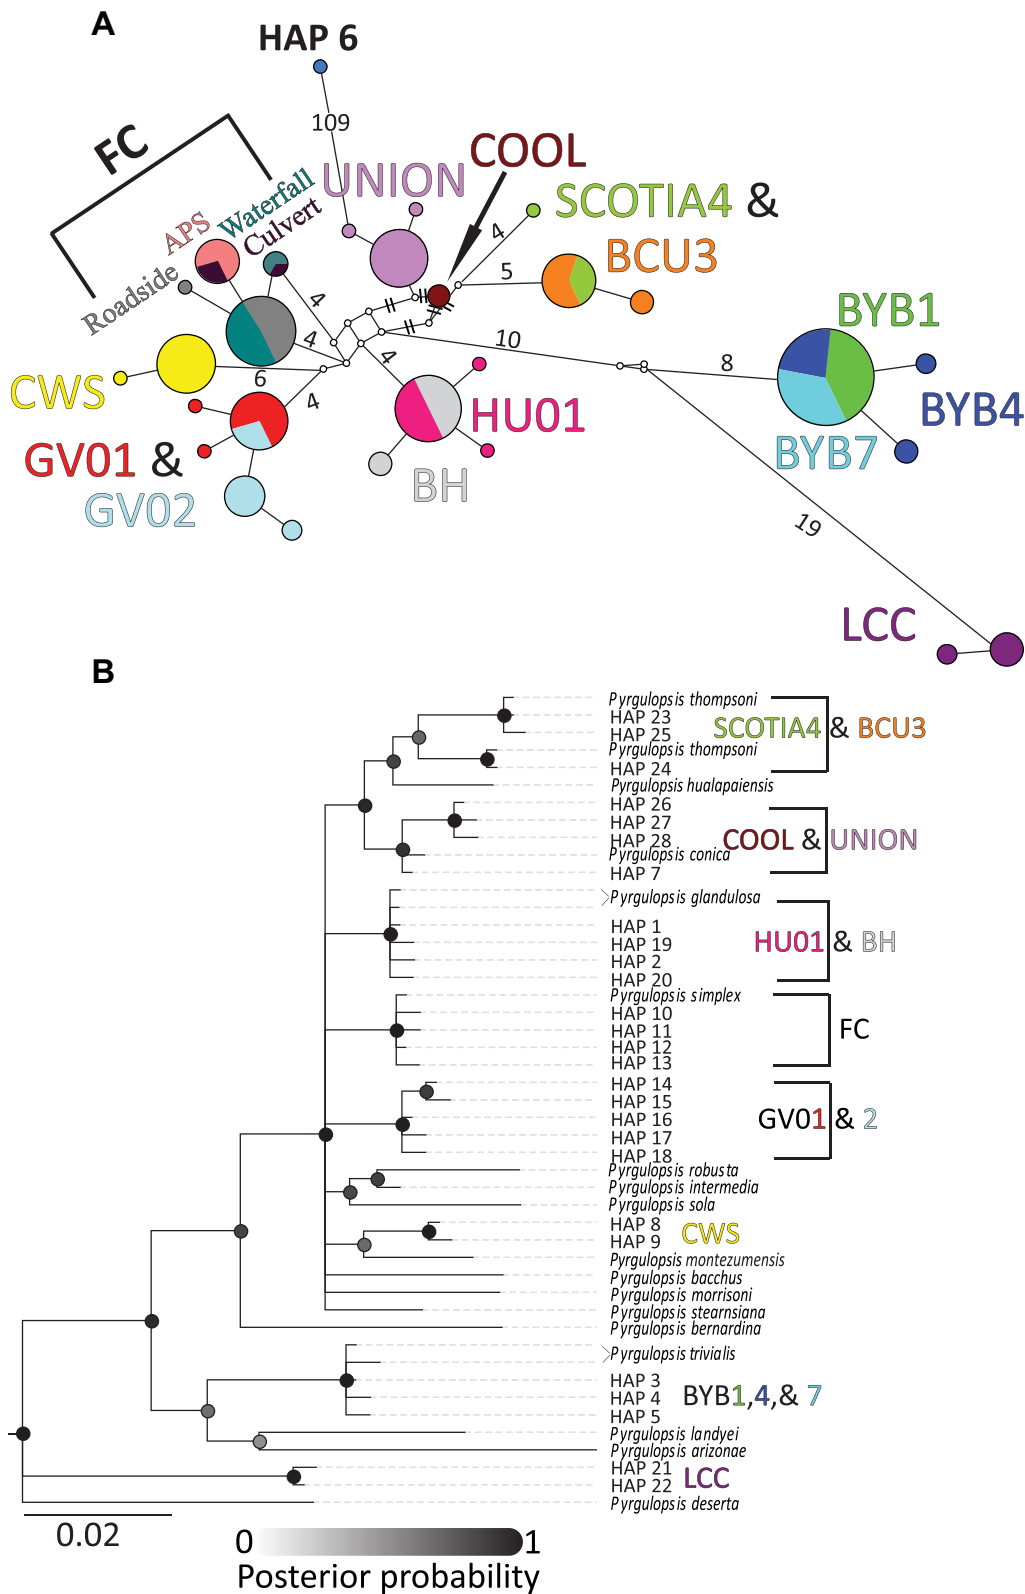 A
HAP 6
109
FC
UNION
COOL
SCOTIA4 &
BCU3
APS
Waterfall
Culvert
Roadside
4
5
4
4
10
8
BYB1
BYB4
BYB7
CWS
6
4
4
GV01 &
GV02
HU01
BH
19
LCC
B
Pyrgulopsis thompsoni
HAP 23
HAP 25
SCOTIA4 & BCU3
Pyrgulopsis thompsoni
HAP 24
Pyrgulopsis hualapaiensis
HAP 26
HAP 27
HAP 28
COOL & UNION
Pyrgulopsis conica
HAP 7
Pyrgulopsis glandulosa
HAP 1
HAP 19
HU01 & BH
HAP 2
HAP 20
Pyrgulopsis simplex
HAP 10
HAP 11
FC
HAP 12
HAP 13
HAP 14
HAP 15
HAP 16
GV01 & 2
HAP 17
HAP 18
Pyrgulopsis robusta
Pyrgulopsis intermedia
Pyrgulopsis sola
HAP 8
CWS
HAP 9
Pyrgulopsis montezumensis
Pyrgulopsis bacchus
Pyrgulopsis morrisoni
Pyrgulopsis stearnsiana
Pyrgulopsis bernardina
Pyrgulopsis trivialis
HAP 3
HAP 4
BYB1,4,& 7
HAP 5
Pyrgulopsis landyei
Pyrgulopsis arizonae
HAP 21
HAP 22
LCC
Pyrgulopsis deserta
0.02
0 1
Posterior probability